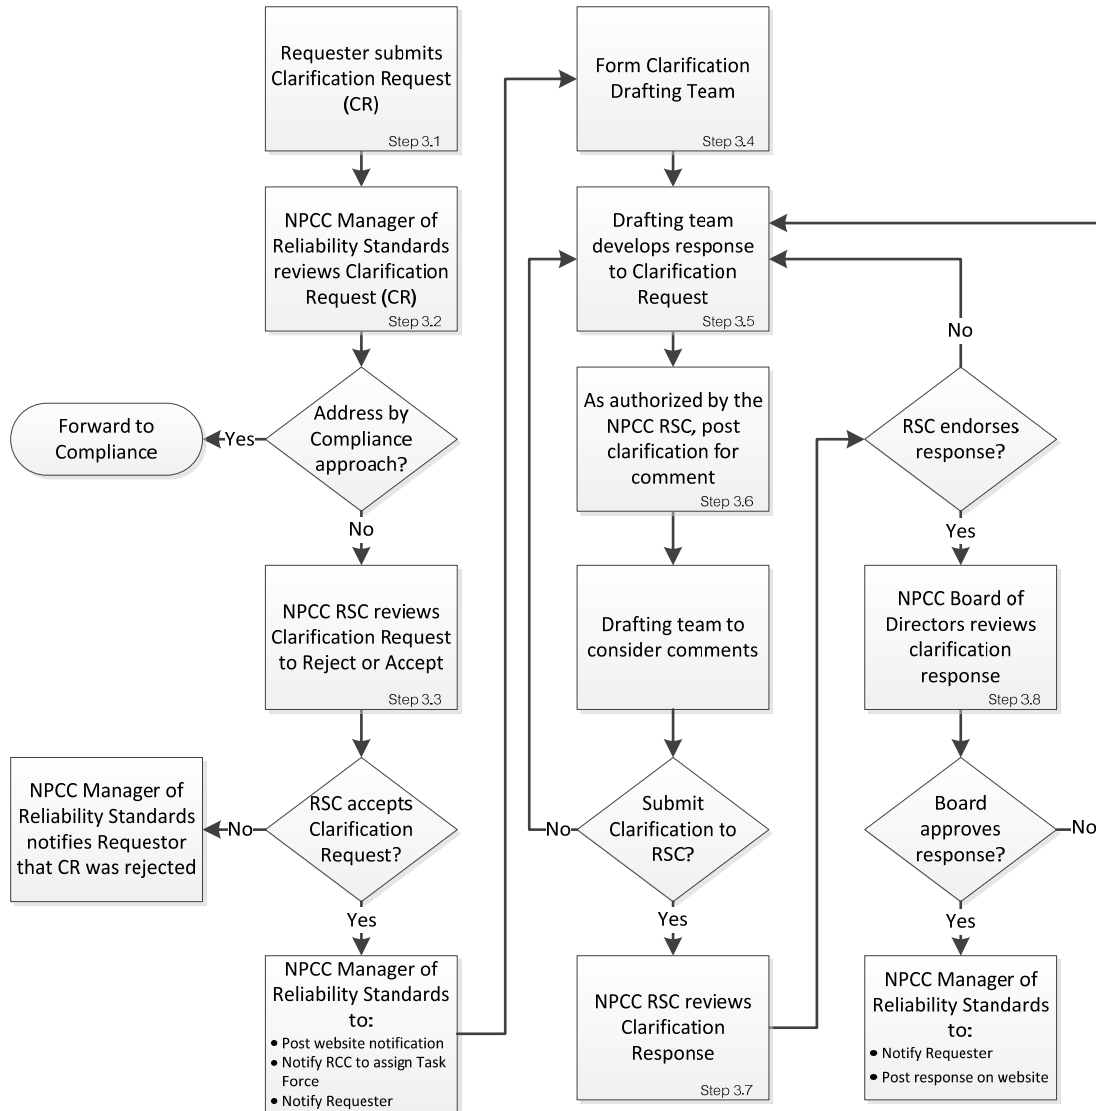 Requester submits
Clarification Request
(CR)
Step 3.1
NPCC Manager of
Reliability Standards
reviews Clarification
Request (CR)
Step 3.2
Address by
Compliance
approach?
Yes
Forward to
Compliance
No
NPCC RSC reviews
Clarification Request
to Reject or Accept
Step 3.3
RSC accepts
Clarification
Request?
No
NPCC Manager of
Reliability Standards
notifies Requestor
that CR was rejected
Yes
NPCC Manager of
Reliability Standards
to:
• Post website notification
• Notify RCC to assign Task
Force
• Notify Requester
Form Clarification
Drafting Team
Step 3.4
Drafting team
develops response
to Clarification
Request
Step 3.5
As authorized by the
NPCC RSC, post
clarification for
comment
Step 3.6
Drafting team to
consider comments
Submit
Clarification to
RSC?
No
Yes
NPCC RSC reviews
Clarification
Response
Step 3.7
No
RSC endorses
response?
Yes
NPCC Board of
Directors reviews
clarification
response
Step 3.8
Board
approves
response?
No
Yes
NPCC Manager of
Reliability Standards
to:
• Notify Requester
• Post response on website